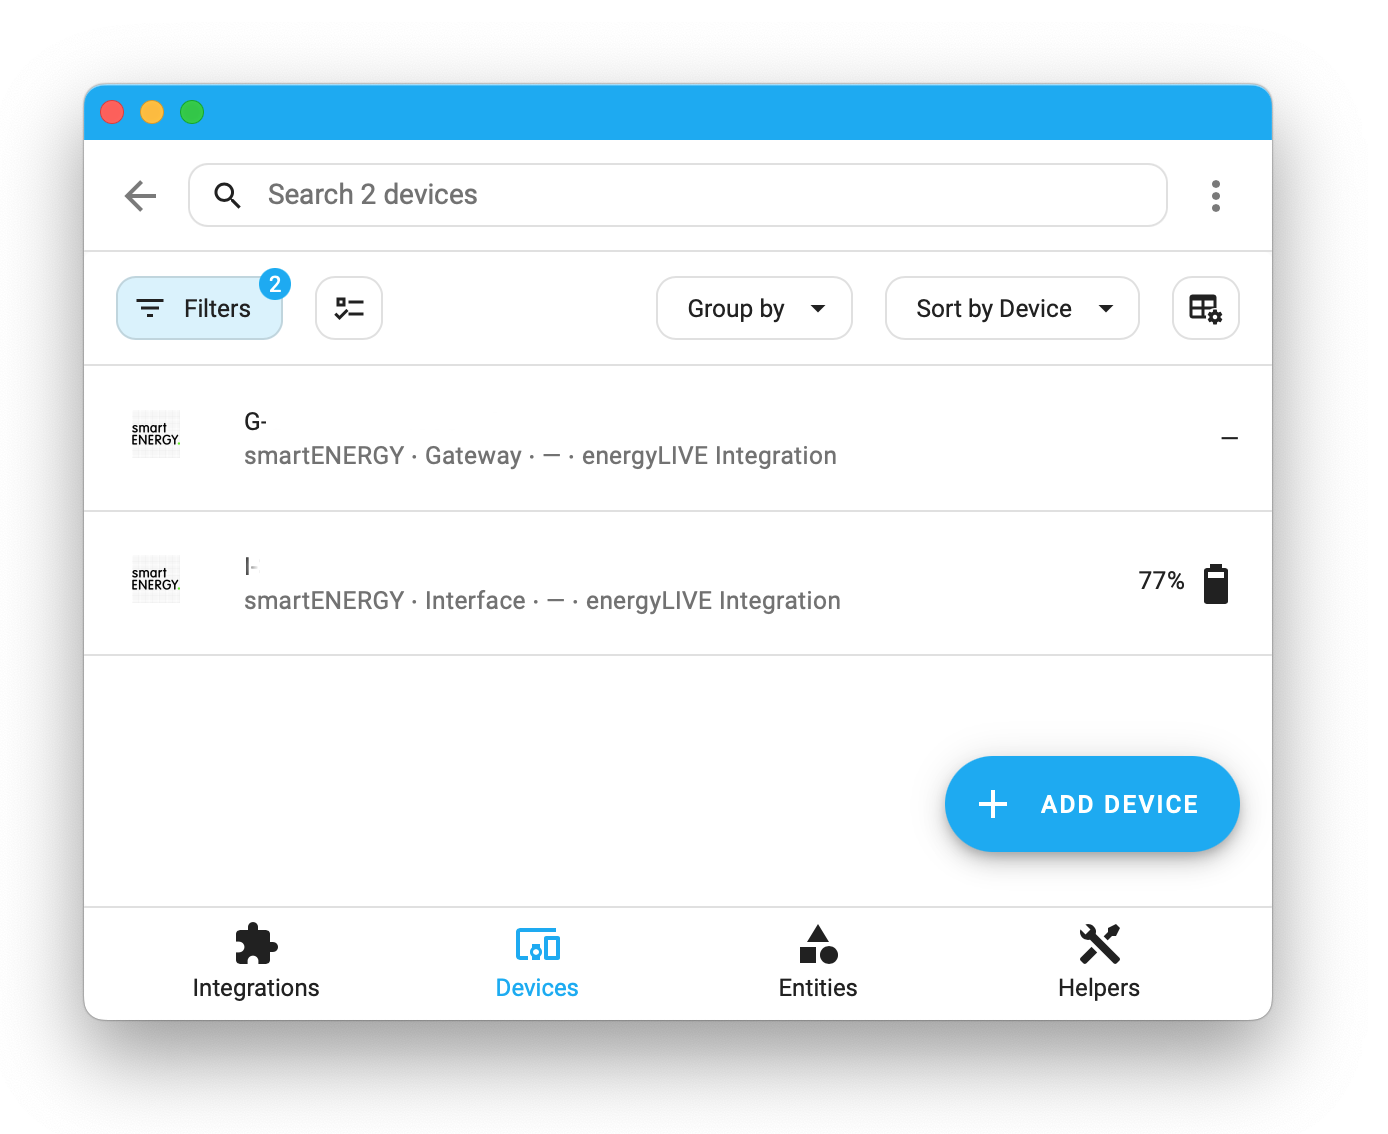 Search 2 devices
Filters
2
Group by
Sort by Device
smart
ENERGY.
G-
smartENERGY · Gateway · — · energyLIVE Integration
–
smart
ENERGY.
I-
smartENERGY · Interface · — · energyLIVE Integration
77%
ADD DEVICE
Integrations
Devices
Entities
Helpers